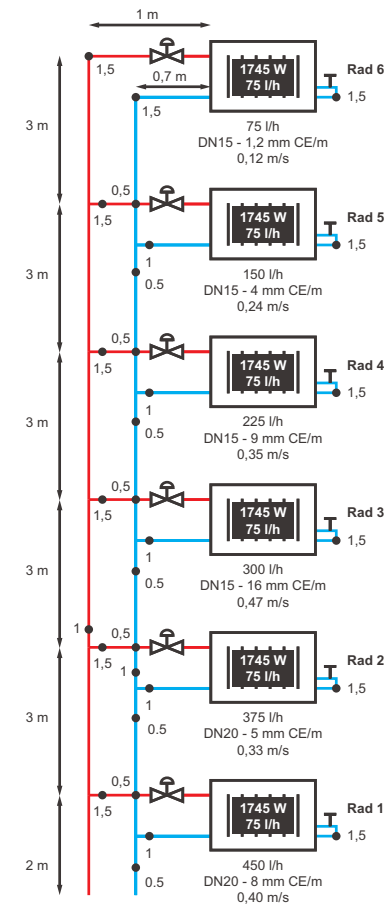 1 m
1745 W
75 l/h
Rad 6
1,5
1,5
0,7 m
1,5
3 m
75 l/h
DN15 - 1,2 mm CE/m
0,12 m/s
0,5
1,5
1745 W
75 l/h
Rad 5
1,5
1
0.5
3 m
150 l/h
DN15 - 4 mm CE/m
0,24 m/s
0,5
1,5
1745 W
75 l/h
Rad 4
1,5
1
0.5
3 m
225 l/h
DN15 - 9 mm CE/m
0,35 m/s
0,5
1,5
1745 W
75 l/h
Rad 3
1,5
1
0.5
3 m
300 l/h
DN15 - 16 mm CE/m
0,47 m/s
1
0,5
1,5
1
1745 W
75 l/h
Rad 2
1,5
1
0.5
3 m
375 l/h
DN20 - 5 mm CE/m
0,33 m/s
0,5
1,5
1745 W
75 l/h
Rad 1
1,5
1
0.5
2 m
450 l/h
DN20 - 8 mm CE/m
0,40 m/s